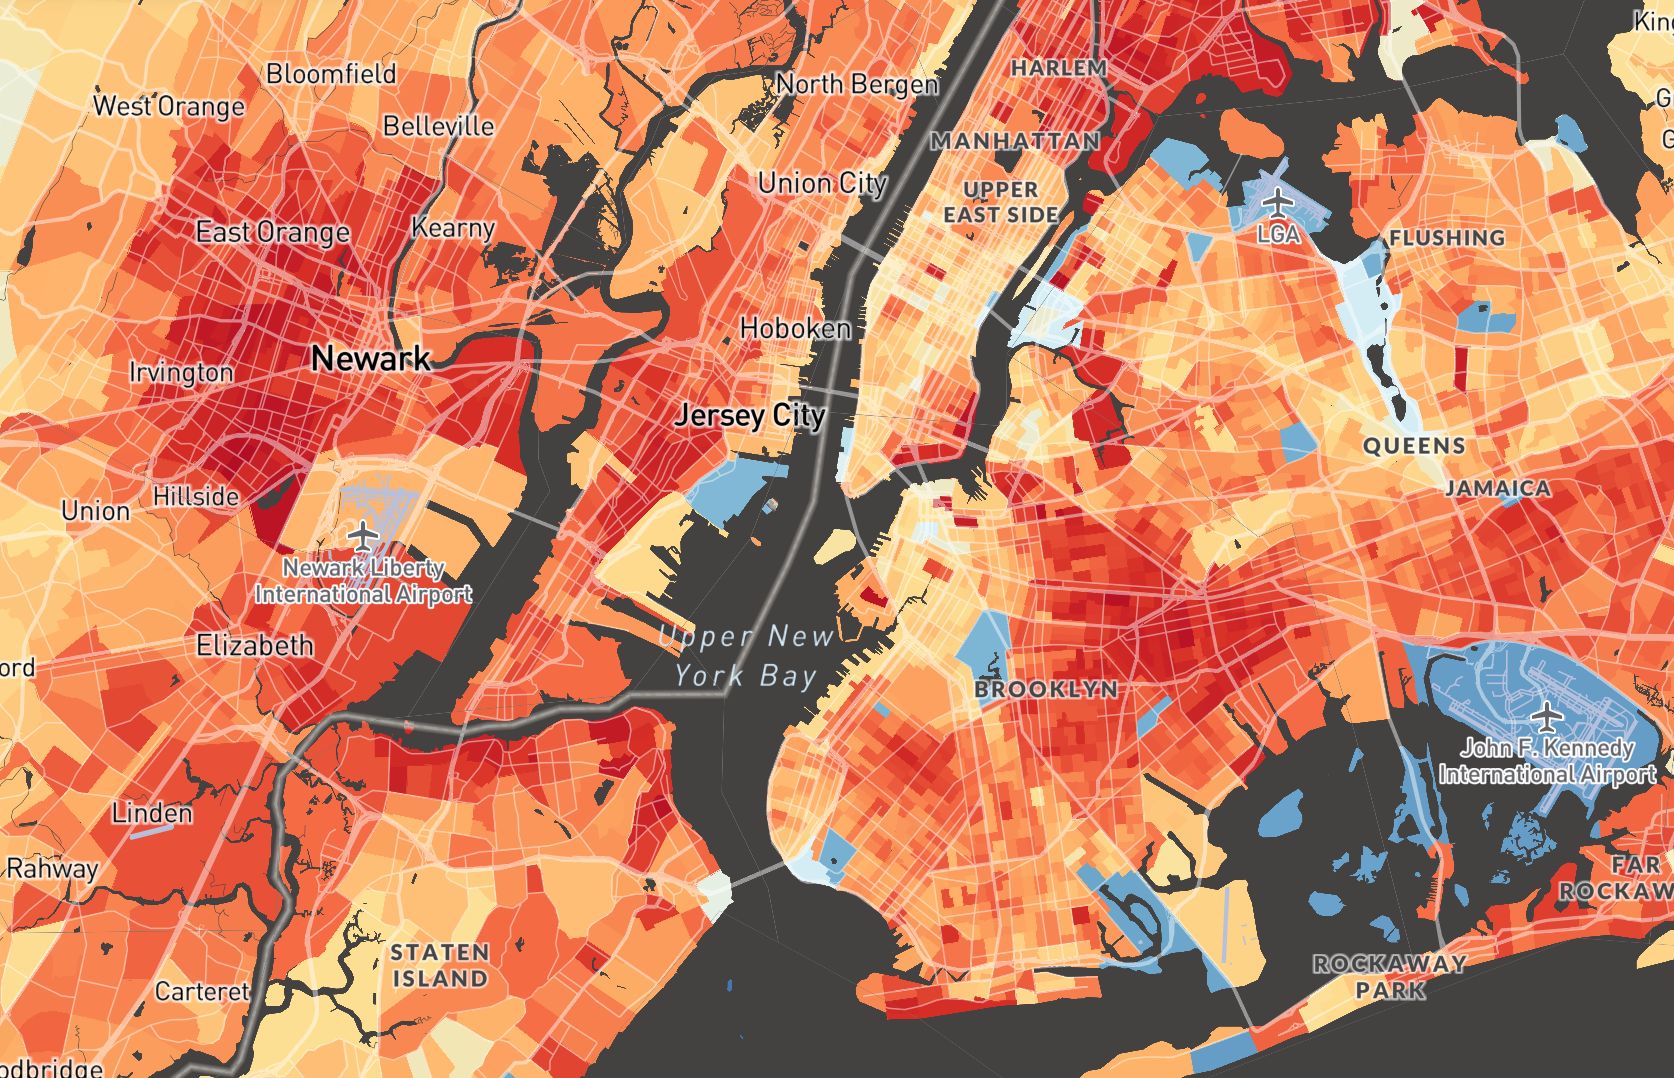 Bloomfield
West Orange
Belleville
North Bergen
HARLEM
MANHATTAN
Union City
UPPER
EAST SIDE
East Orange
Kearny
LGA
FLUSHING
Hoboken
Newark
Irvington
Jersey City
QUEENS
JAMAICA
Hillside
Union
Newark Liberty
International Airport
Elizabeth
Upper New
York Bay
BROOKLYN
John F. Kennedy
International Airport
Linden
Rahway
FAR
ROCKAW
STATEN
ISLAND
Carteret
ROCKAWAY
PARK
odbridge
ord
Kin
G
G